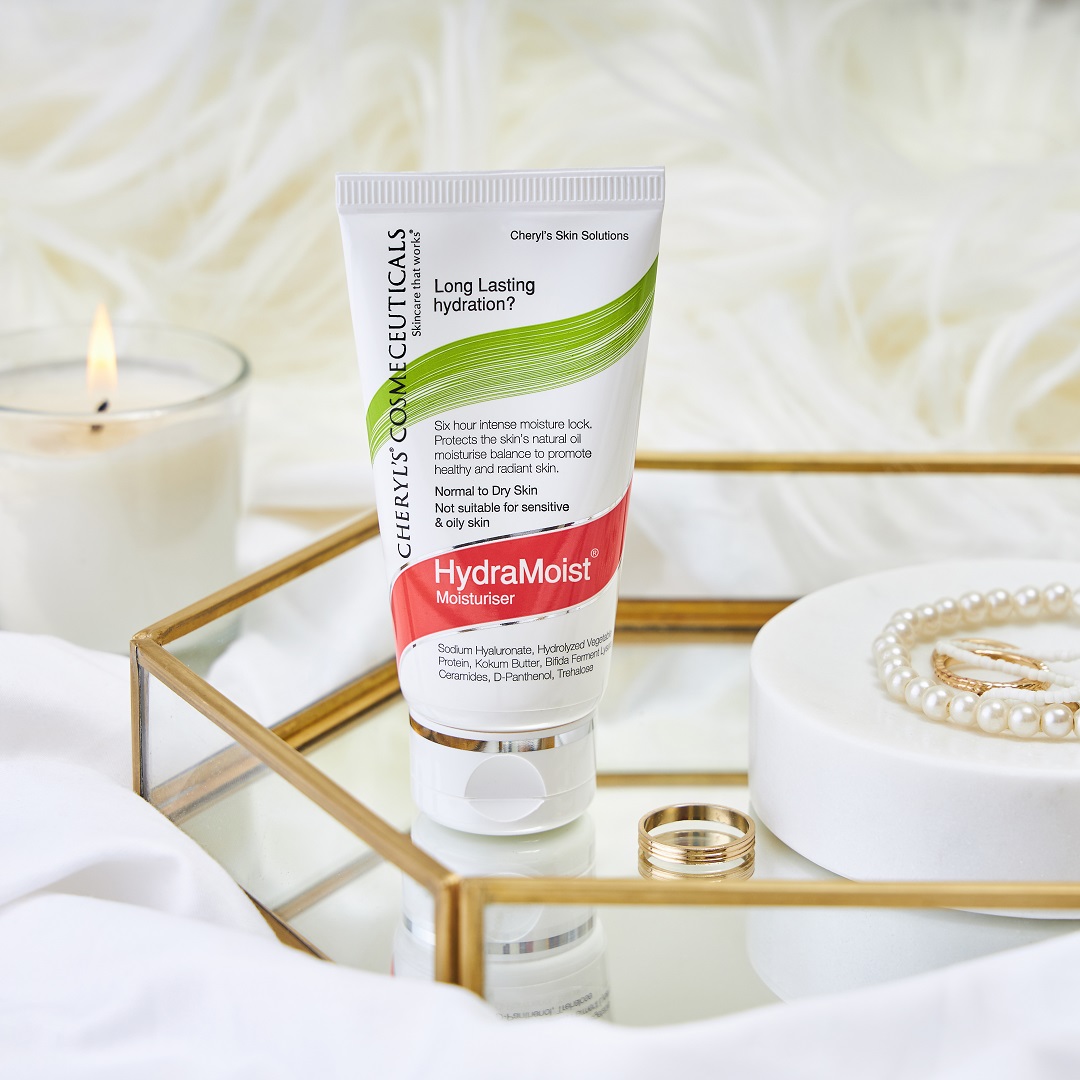 Cheryl's Skin Solutions
CHERYL'S® COSMECEUTICALS®
Skincare that works
Long Lasting
hydration?
Six hour intense moisture lock.
Protects the skin's natural oil
moisturise balance to promote
healthy and radiant skin.
Normal to Dry Skin
Not suitable for sensitive
& oily skin
HydraMoist®
Moisturiser
Sodium Hyaluronate, Hydrolyzed
Protein, Kokum Butter, Bifida Ferment
Ceramides, D-Panthenol, Trehalose